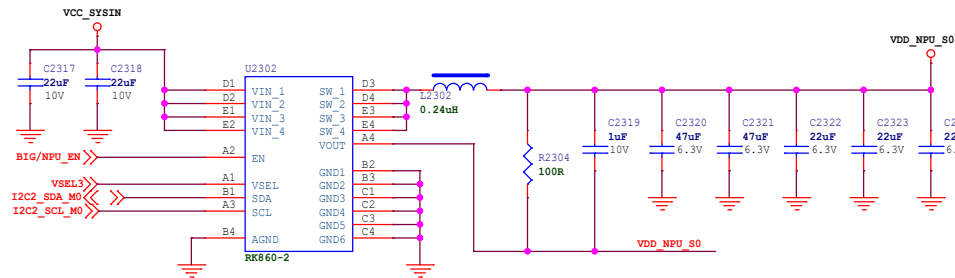 VCC_SYSIN
VDD_NPU_S0
C2317
22uF
10V
C2318
22uF
10V
U2302
D1 VIN_1 SW_1 D3
D2 VIN_2 SW_2 D4
E1 VIN_3 SW_3 E3
E2 VIN_4 SW_4 E4
VOUT A4
BIG/NPU_EN A2 EN
GND1 B2
VSEL3 A1 VSEL GND2 B3
I2C2_SDA_M0 B1 SDA GND3 C1
I2C2_SCL_M0 A3 SCL GND4 C2
GND5 C3
B4 AGND GND6 C4
RK860-2
L2302
0.24uH
R2304
100R
C2319
1uF
10V
C2320
47uF
6.3V
C2321
47uF
6.3V
C2322
22uF
6.3V
C2323
22uF
6.3V
VDD_NPU_S0